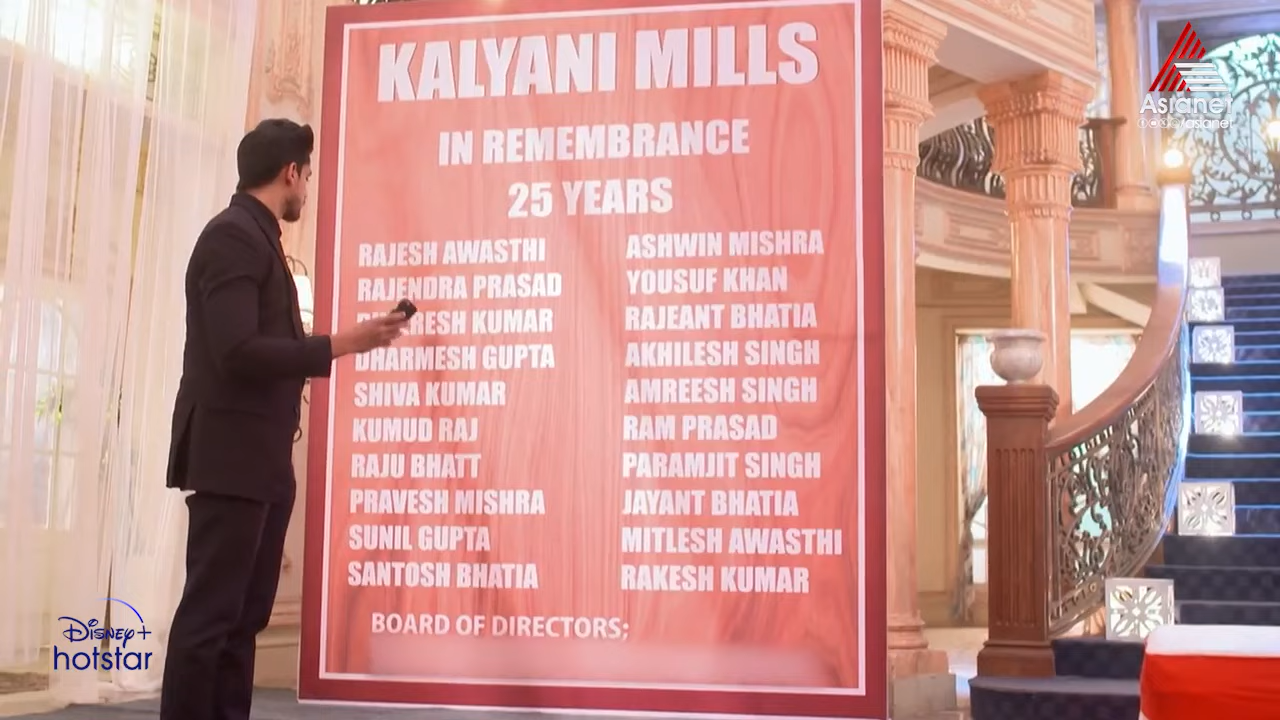 KALYANI MILLS
IN REMEMBRANCE
25 YEARS
RAJESH AWASTHI
RAJENDRA PRASAD
KUMAR
DHARMESH GUPTA
SHIVA KUMAR
KUMUD RAJ
RAJU BHATT
PRAVESH MISHRA
SUNIL GUPTA
SANTOSH BHATIA
ASHWIN MISHRA
YOUSUF KHAN
RAJEANT BHATIA
AKHILESH SINGH
AMREESH SINGH
RAM PRASAD
PARAMJIT SINGH
JAYANT BHATIA
MITLESH AWASTHI
RAKESH KUMAR
BOARD OF DIRECTORS;
Asianet
/asianet
Disney+
hotstar